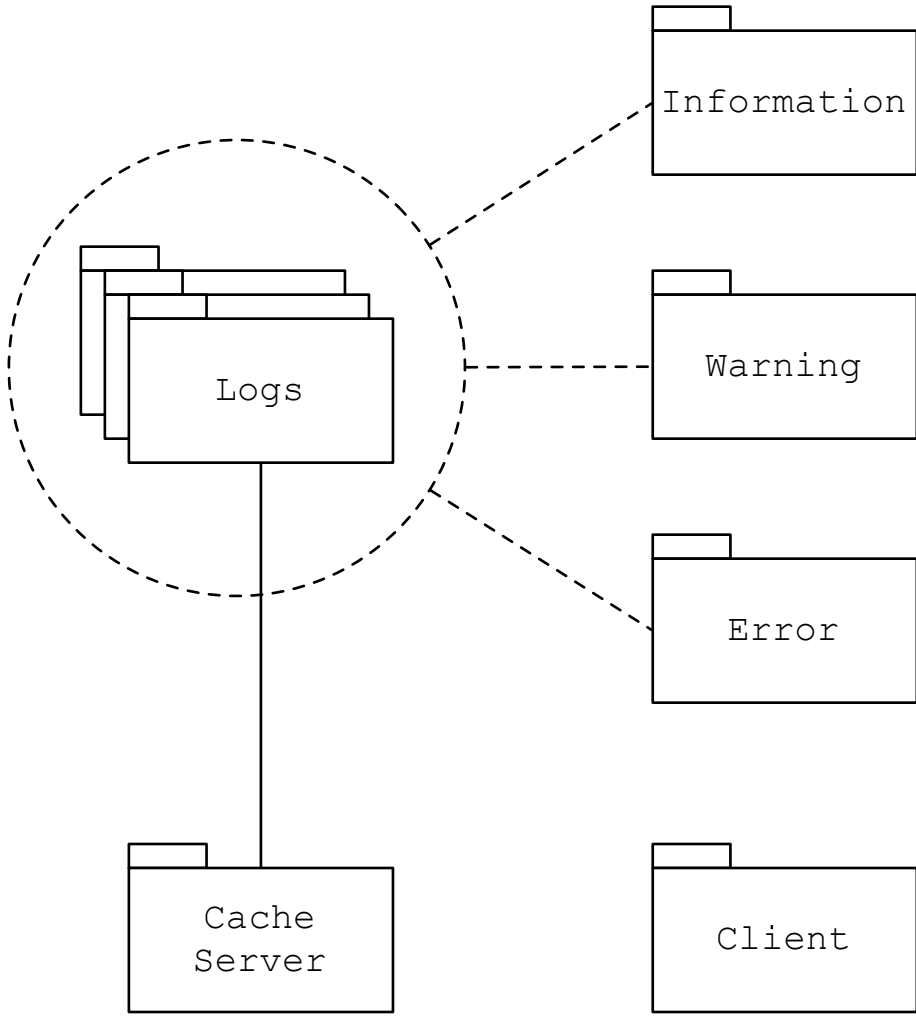 Information
Logs
Warning
Error
Cache
Server
Client